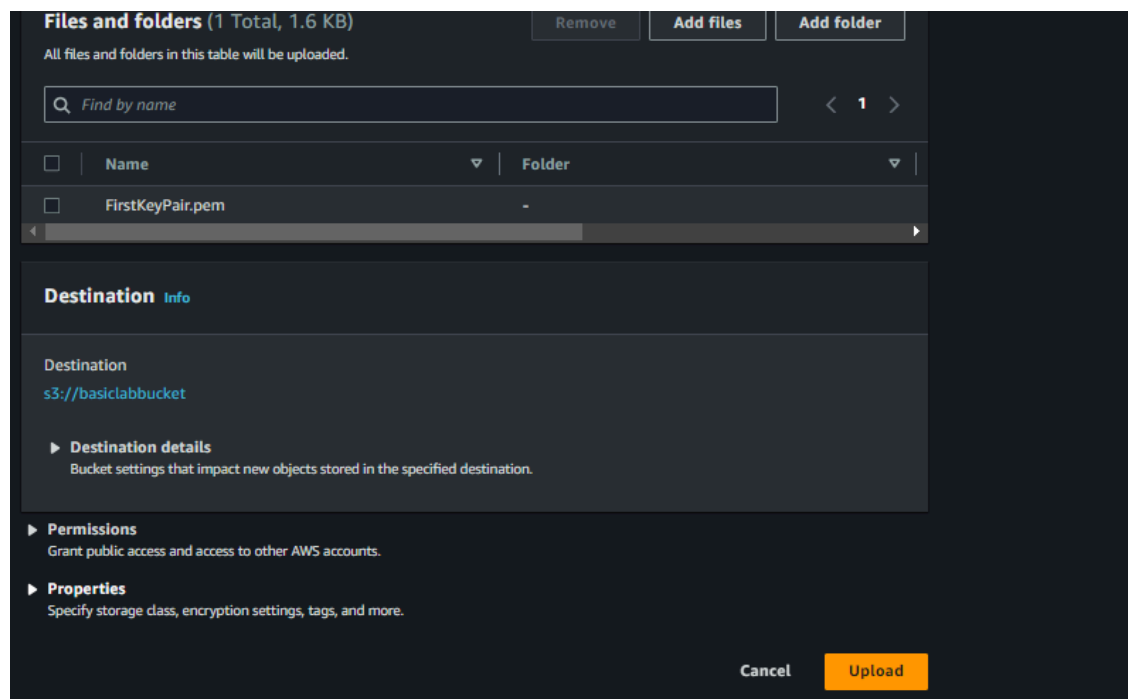 Files and folders (1 Total, 1.6 KB)
Remove
Add files
Add folder
All files and folders in this table will be uploaded.
Find by name
1
Name
Folder
FirstKeyPair.pem
-
Destination Info
Destination
s3://basiclabbucket
Destination details
Bucket settings that impact new objects stored in the specified destination.
Permissions
Grant public access and access to other AWS accounts.
Properties
Specify storage class, encryption settings, tags, and more.
Cancel
Upload